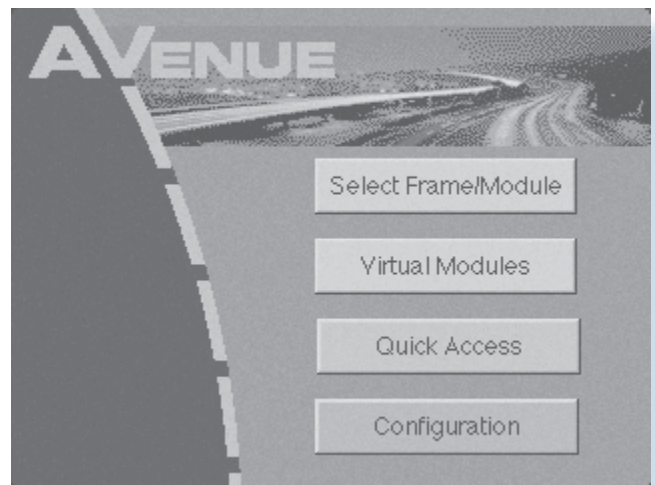 AVENUE
Select Frame/Module
Virtual Modules
Quick Access
Configuration